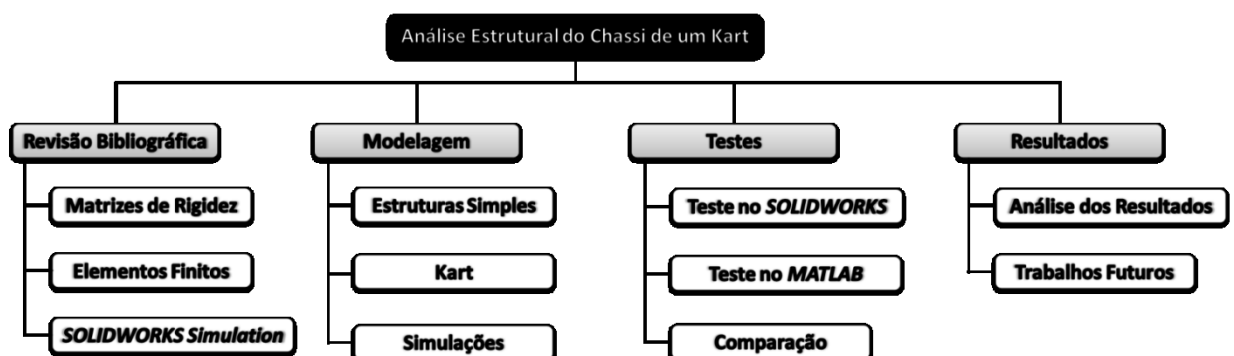 Análise Estrutural do Chassi de um Kart
Revisão Bibliográfica
Matrizes de Rigidez
Elementos Finitos
SOLIDWORKS Simulation
Modelagem
Estruturas Simples
Kart
Simulações
Testes
Teste no SOLIDWORKS
Teste no MATLAB
Comparação
Resultados
Análise dos Resultados
Trabalhos Futuros